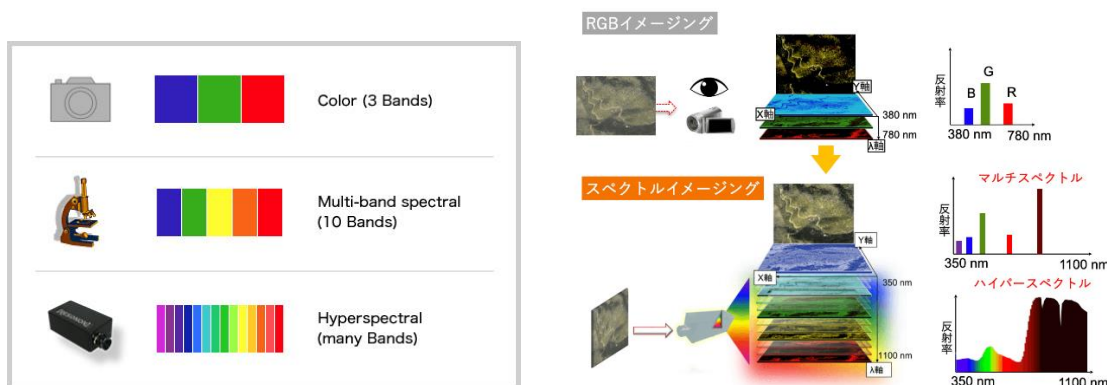 Color (3 Bands)
Multi-band spectral
(10 Bands)
Hyperspectral
(many Bands)
RGBイメージング
Y軸
X軸
380 nm
780 nm
λ軸
反射率
B
G
R
380 nm
780 nm
スペクトルイメージング
Y軸
X軸
350 nm
1100 nm
λ軸
マルチスペクトル
反射率
350 nm
1100 nm
ハイパースペクトル
反射率
350 nm
1100 nm